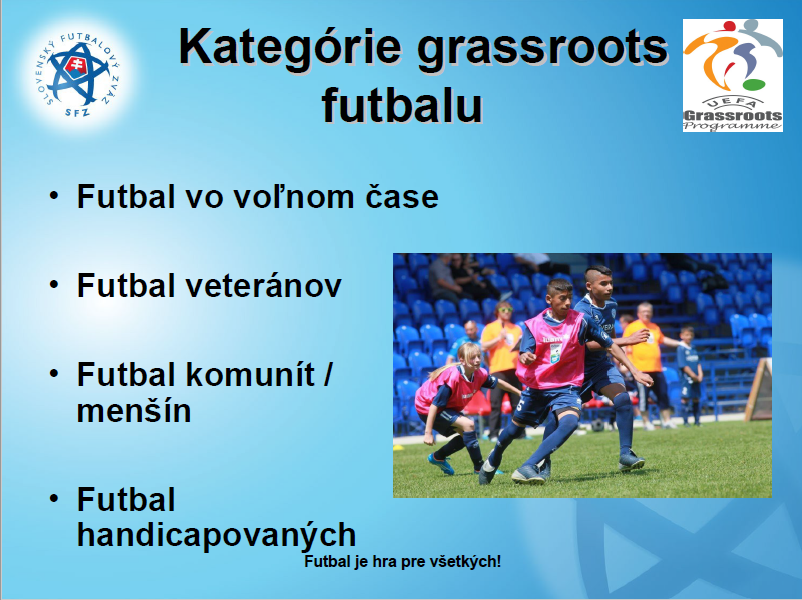 SLOVENSKÝ FUTBALOVÝ ZVÄZ
SFZ
Kategórie grassroots
futbalu
UEFA
Grassroots
Programme
• Futbal vo voľnom čase
• Futbal veteránov
• Futbal komunít /
menšín
• Futbal
handicapovaných
Futbal je hra pre všetkých!